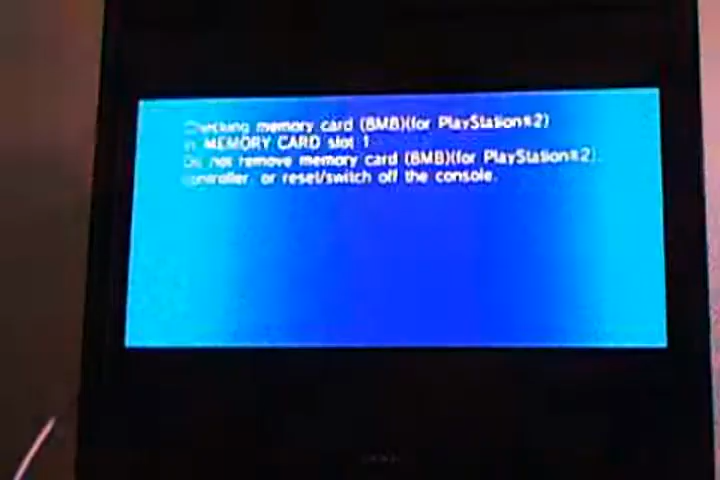 Checking memory card (8MB)(for PlayStation®2)
in MEMORY CARD slot 1
Do not remove memory card (8MB)(for PlayStation®2),
controller, or reset/switch off the console.